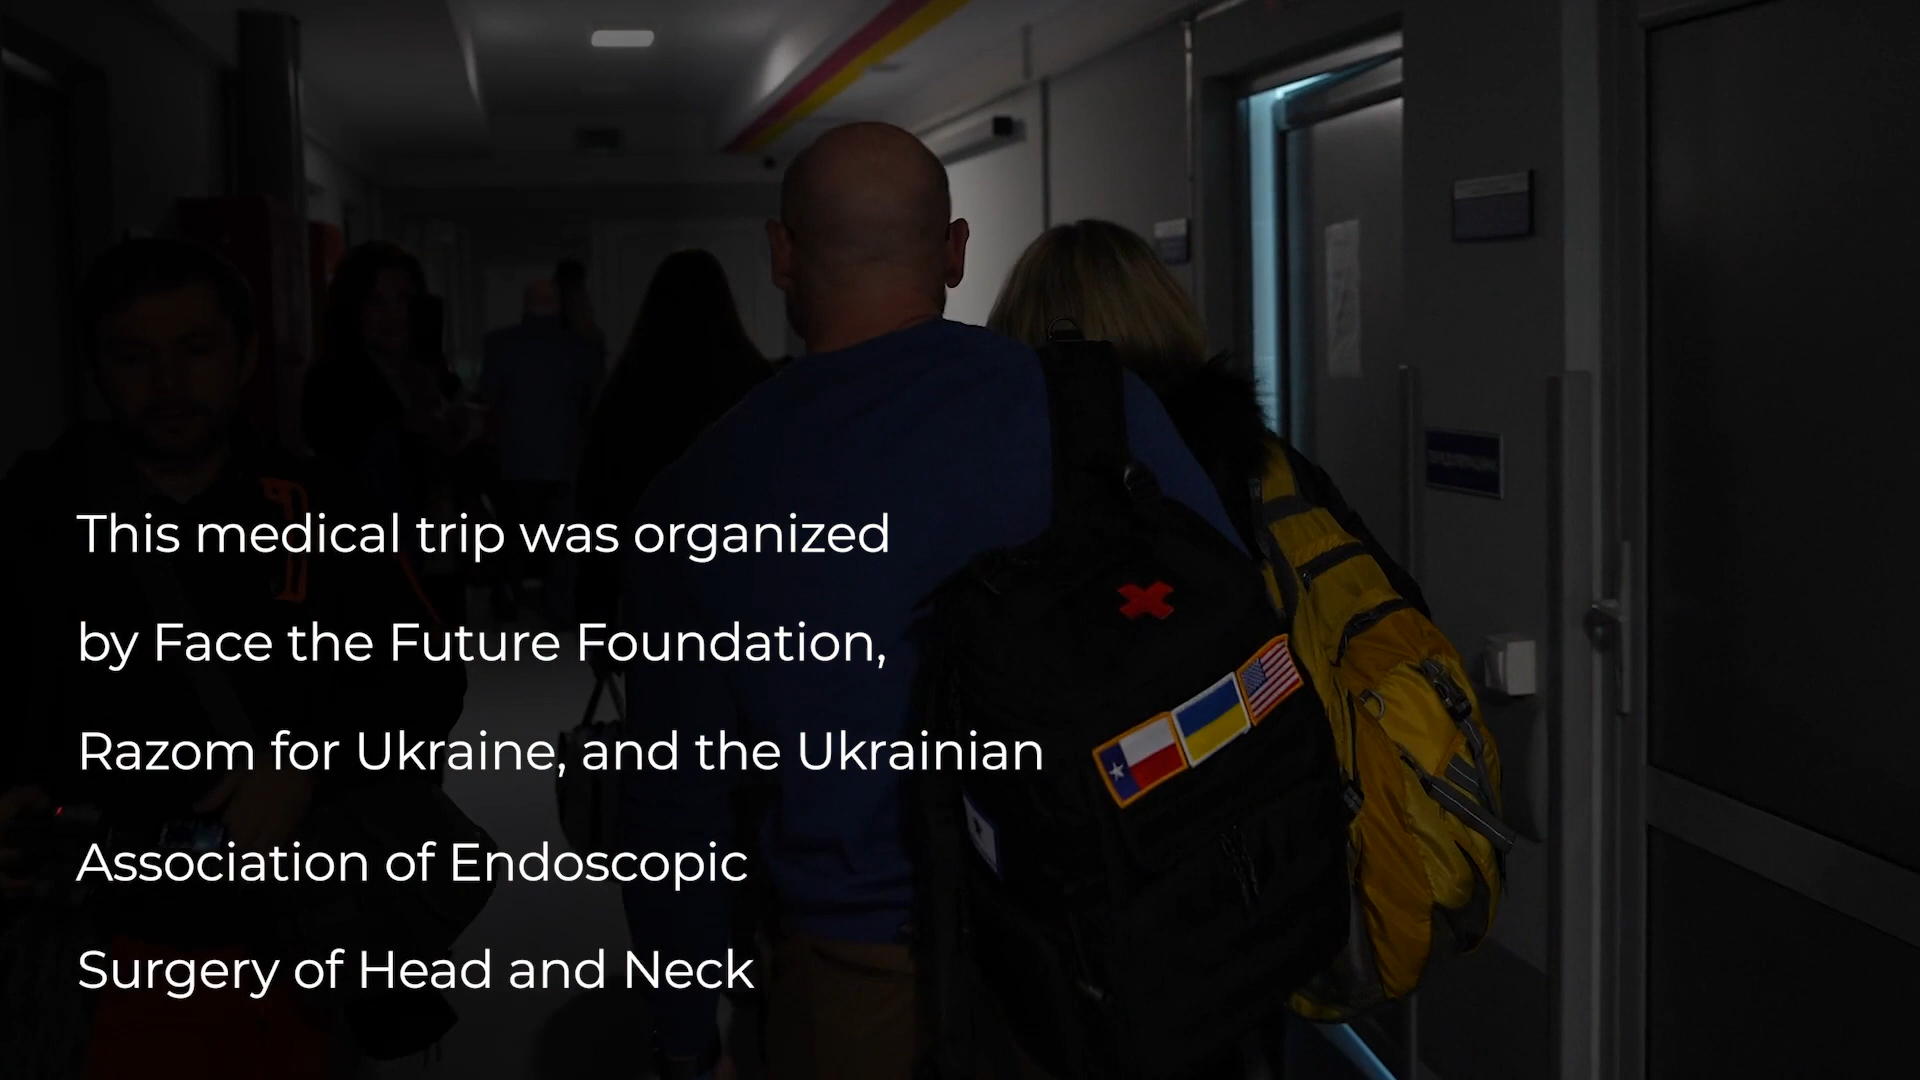 This medical trip was organized
by Face the Future Foundation,
Razom for Ukraine, and the Ukrainian
Association of Endoscopic
Surgery of Head and Neck